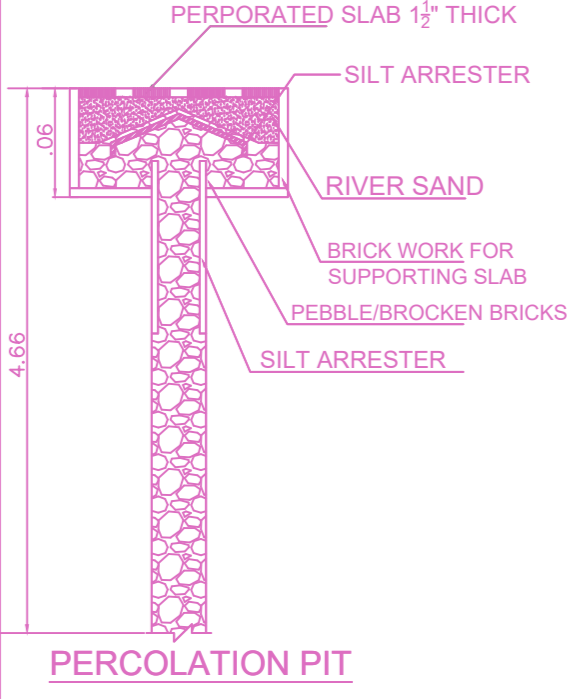 PERPORATED SLAB 1½" THICK
SILT ARRESTER
.06
RIVER SAND
BRICK WORK FOR
SUPPORTING SLAB
PEBBLE/BROCKEN BRICKS
4.66
SILT ARRESTER
PERCOLATION PIT